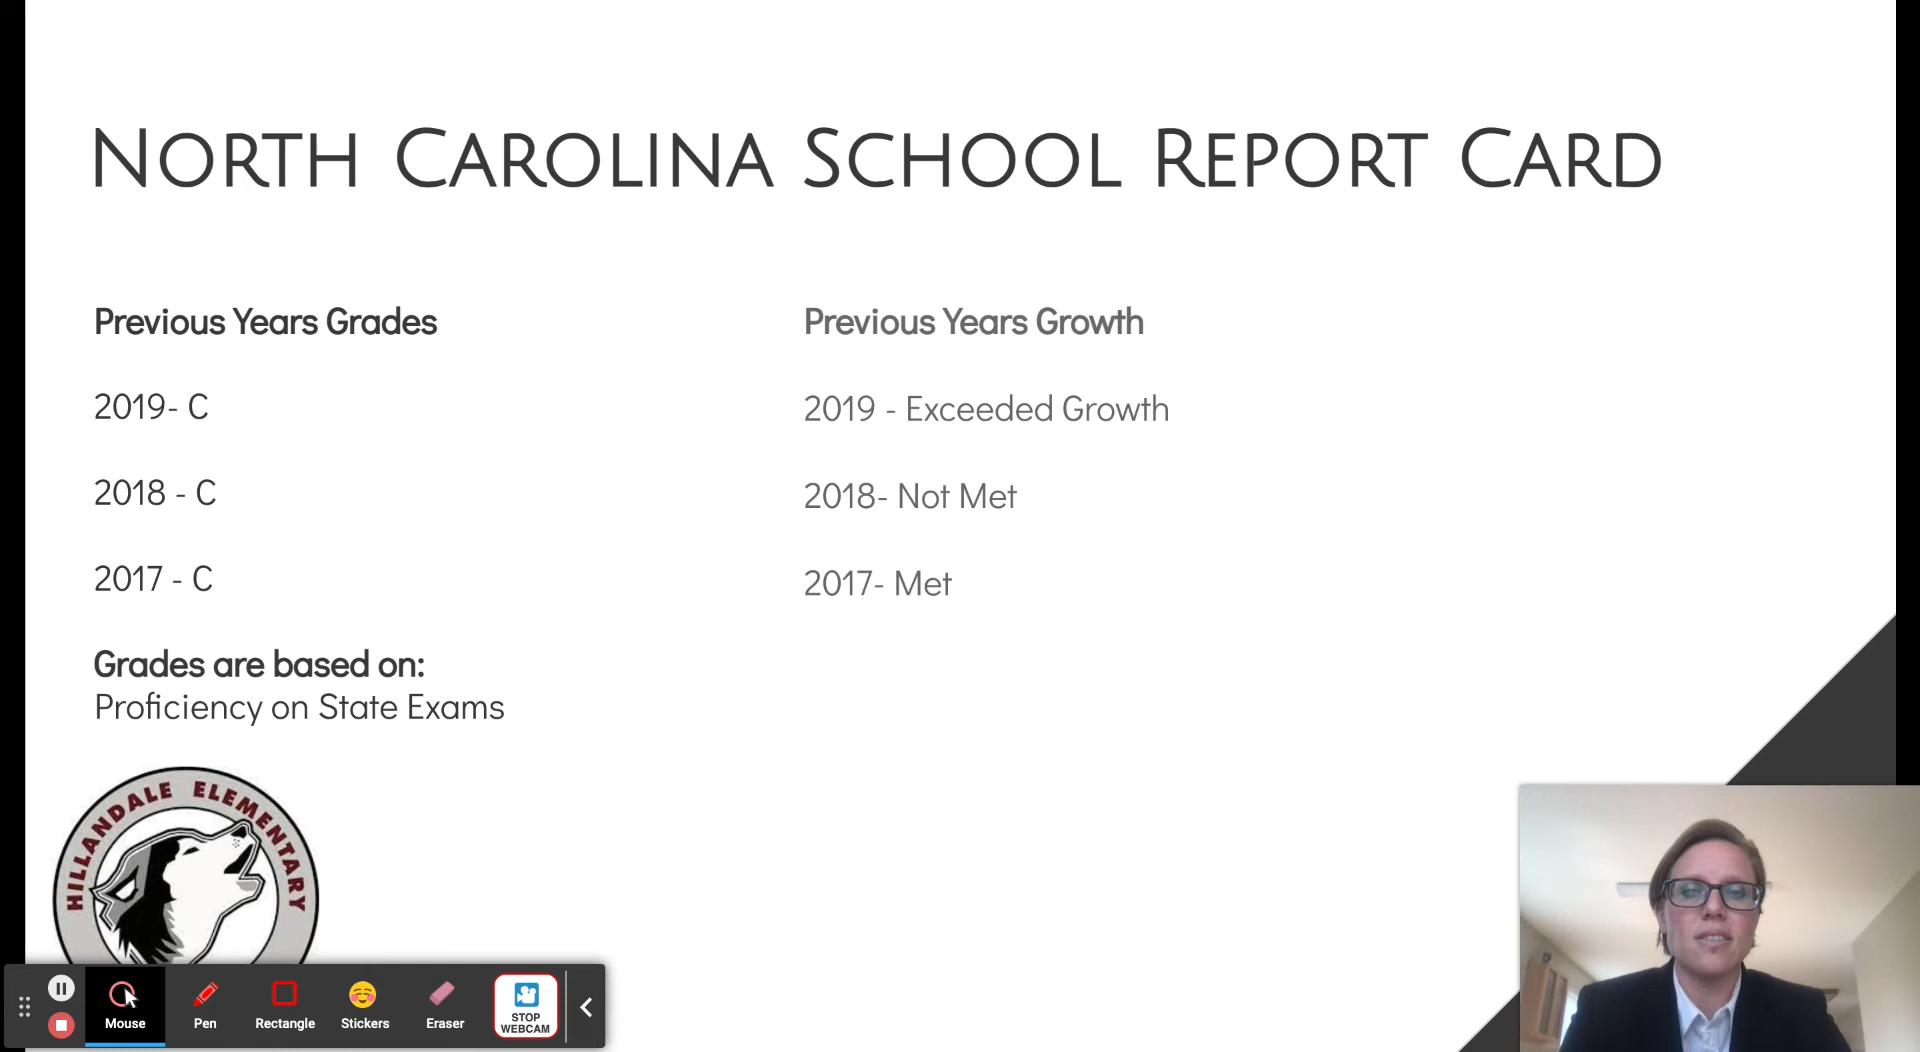 North Carolina School Report Card
Previous Years Grades
2019- C
2018 - C
2017 - C
Grades are based on:
Proficiency on State Exams
Previous Years Growth
2019 - Exceeded Growth
2018- Not Met
2017- Met
HILLANDALE ELEMENTARY
Mouse
Pen
Rectangle
Stickers
Eraser
STOP
WEBCAM